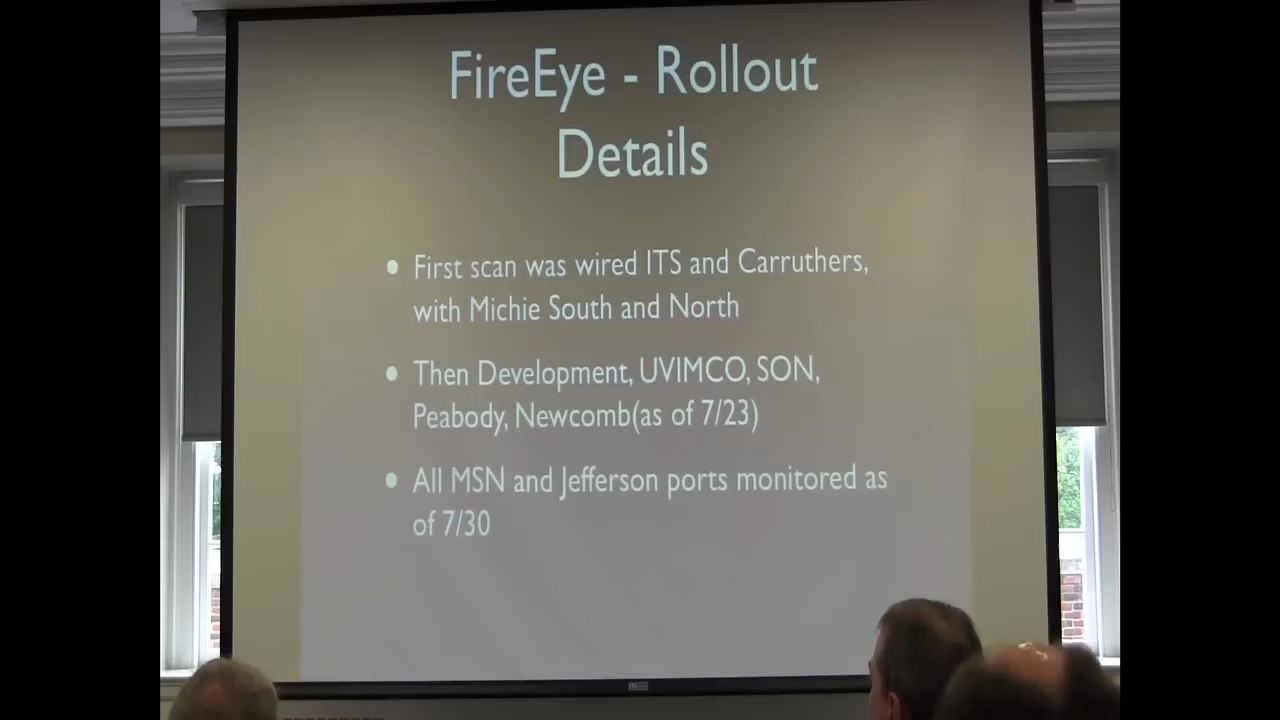 FireEye - Rollout
Details
• First scan was wired ITS and Carruthers,
with Michie South and North
• Then Development, UVIMCO, SON,
Peabody, Newcomb(as of 7/23)
• All MSN and Jefferson ports monitored as
of 7/30